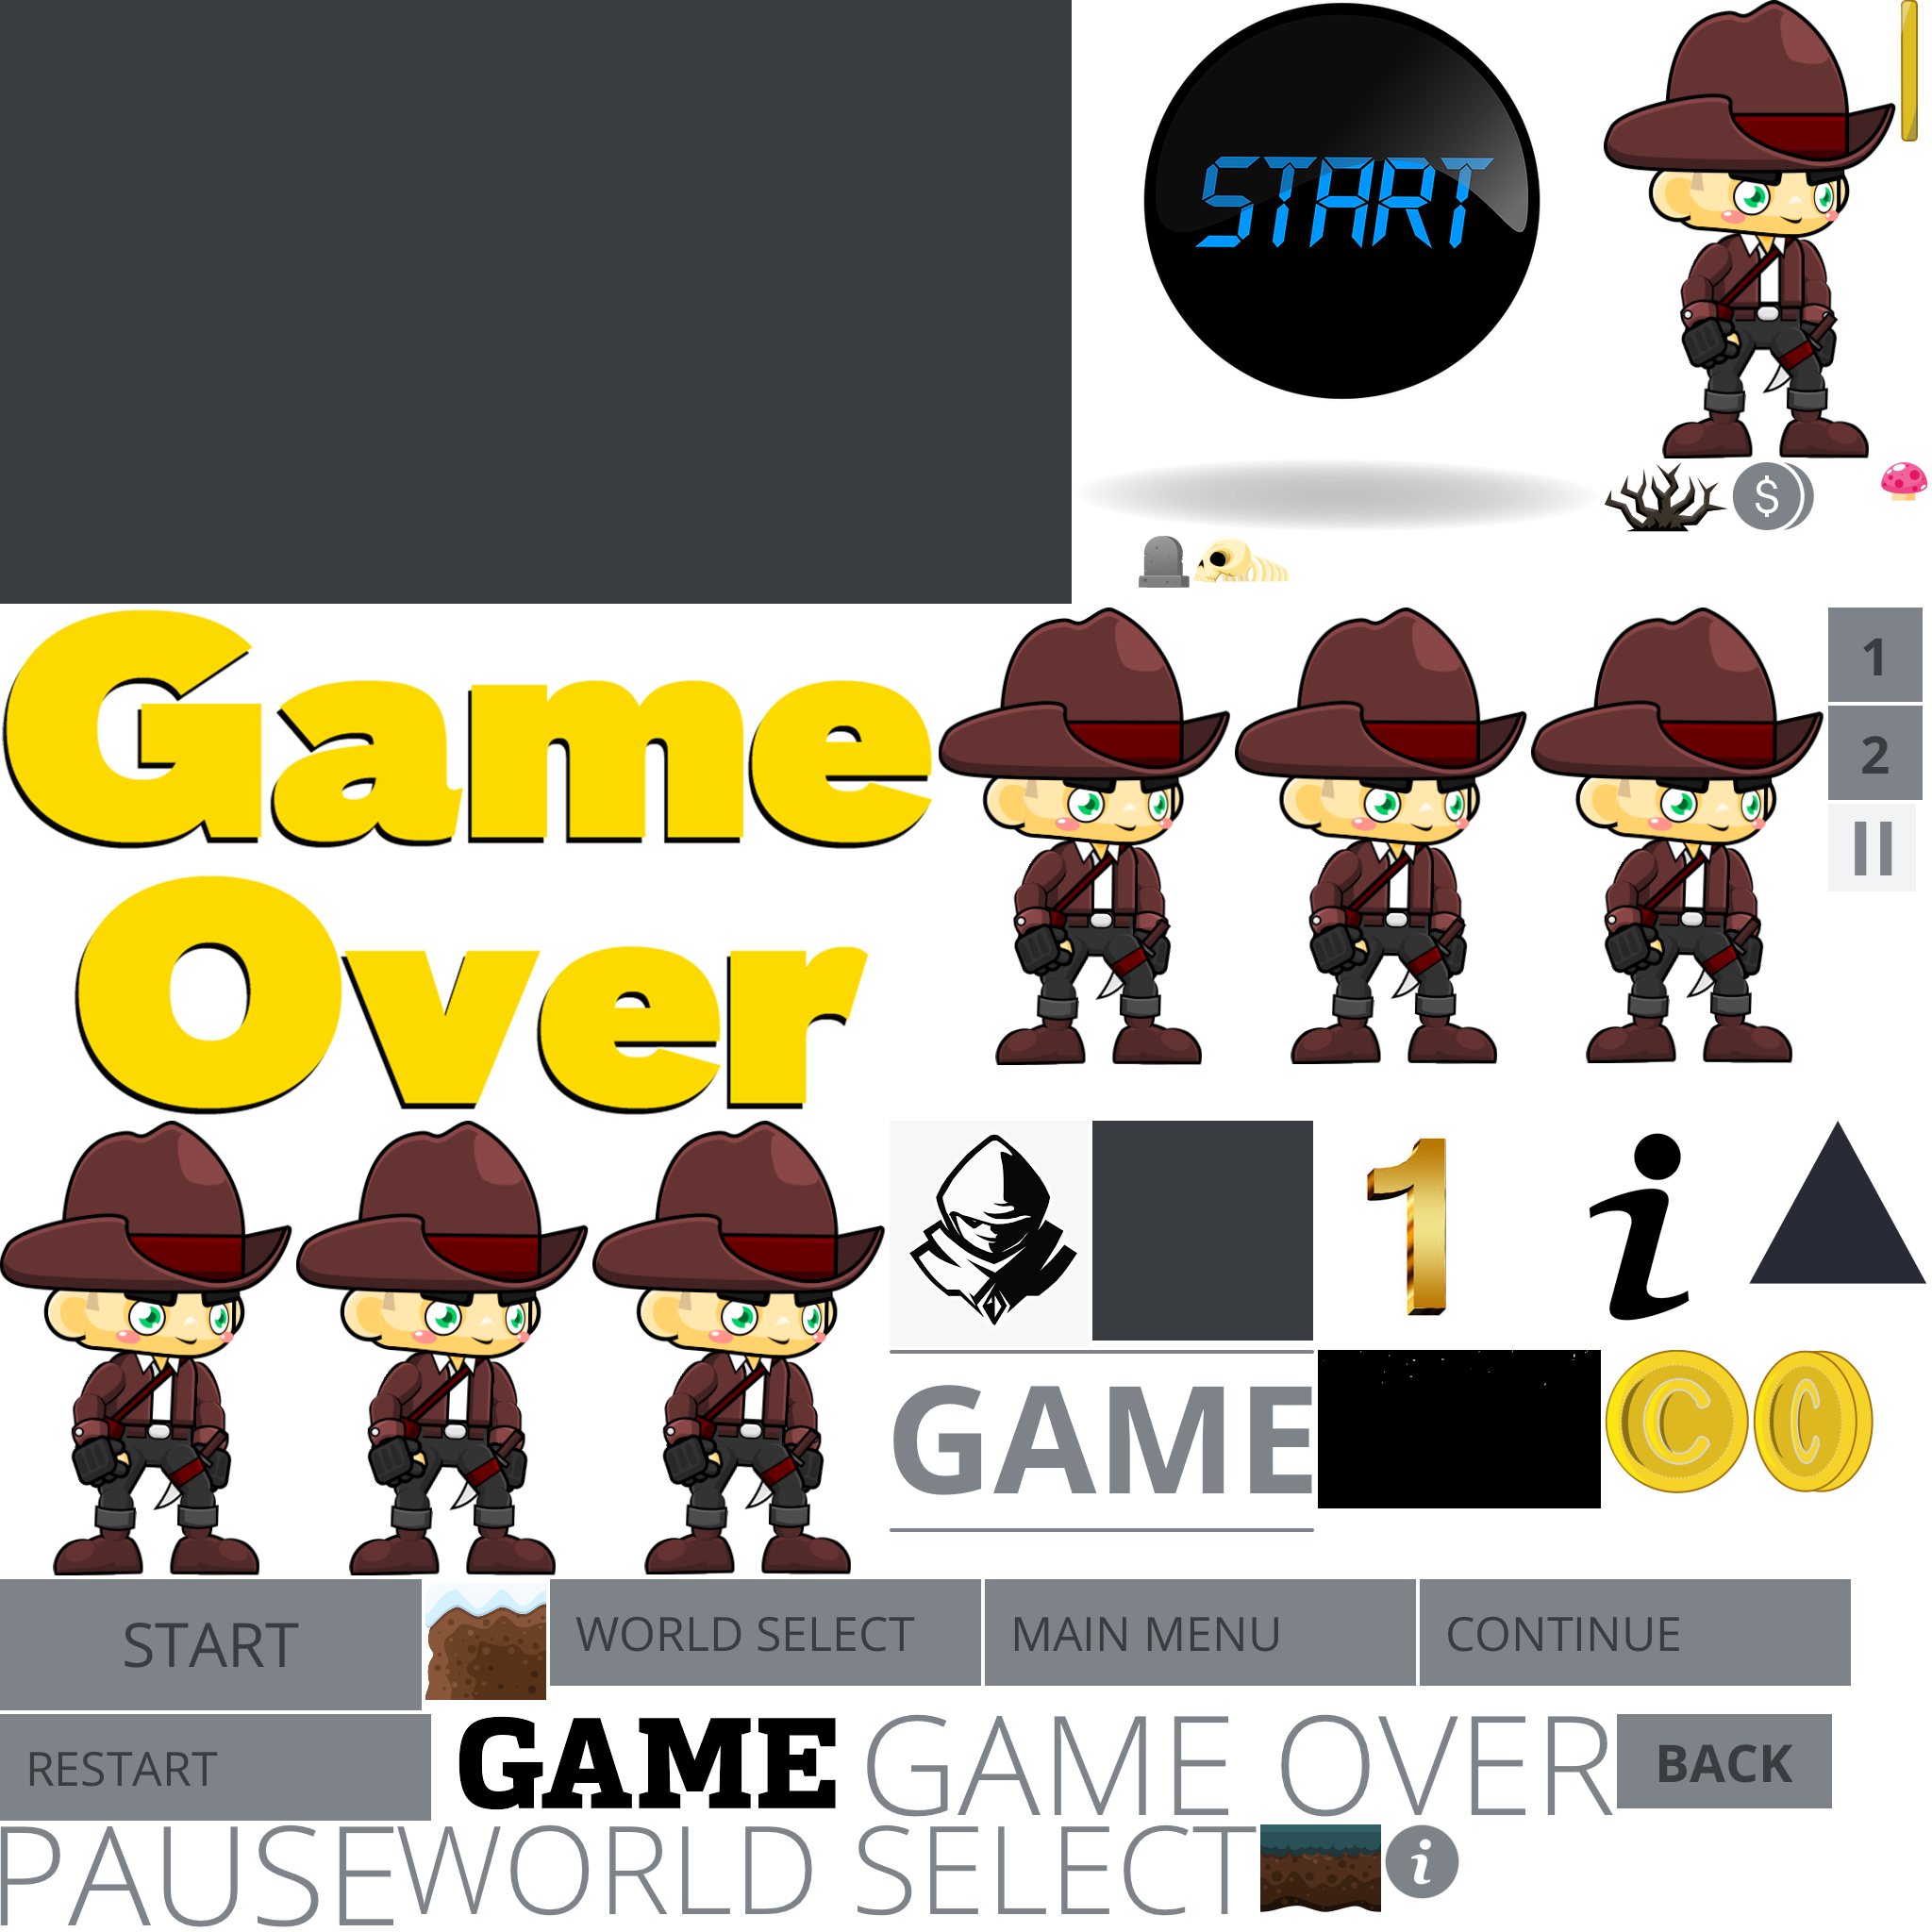 START
$
1
2
Game
Over
1
i
GAME
C
C
START
WORLD SELECT
MAIN MENU
CONTINUE
RESTART
GAME
GAME OVER
BACK
PAUSE
WORLD SELECT
i